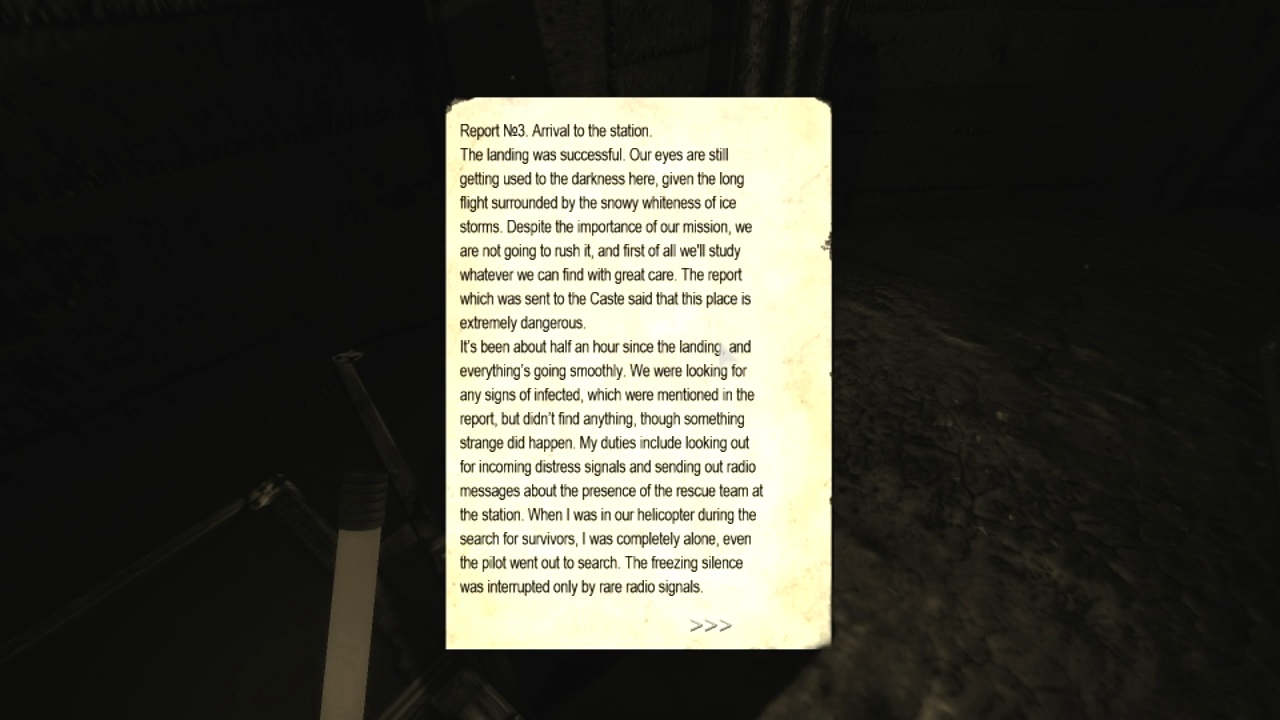 Report №3. Arrival to the station.
The landing was successful. Our eyes are still
getting used to the darkness here, given the long
flight surrounded by the snowy whiteness of ice
storms. Despite the importance of our mission, we
are not going to rush it, and first of all we'll study
whatever we can find with great care. The report
which was sent to the Caste said that this place is
extremely dangerous.
It's been about half an hour since the landing, and
everything's going smoothly. We were looking for
any signs of infected, which were mentioned in the
report, but didn't find anything, though something
strange did happen. My duties include looking out
for incoming distress signals and sending out radio
messages about the presence of the rescue team at
the station. When I was in our helicopter during the
search for survivors, I was completely alone, even
the pilot went out to search. The freezing silence
was interrupted only by rare radio signals.
>>>